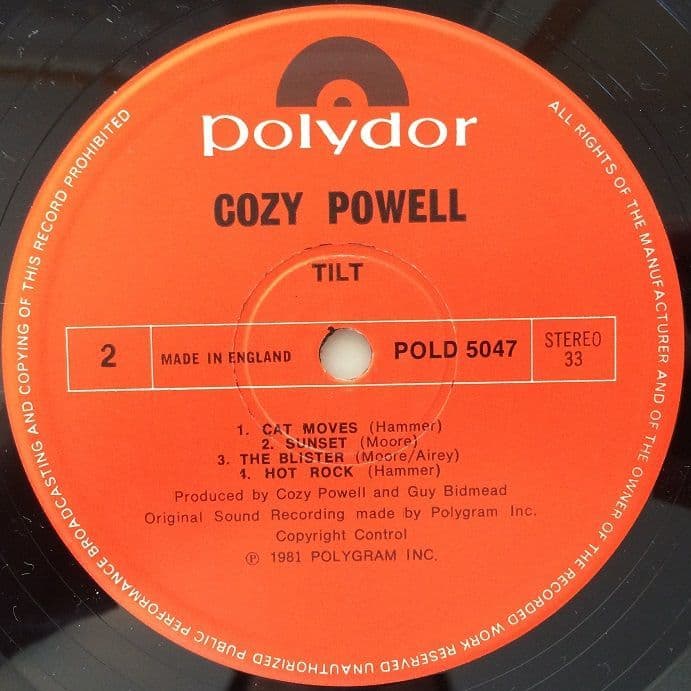 polydor
COZY POWELL
TILT
2
MADE IN ENGLAND
POLD 5047
STEREO
33
1. CAT MOVES (Hammer)
2. SUNSET (Moore)
3. THE BLISTER (Moore/Airey)
4. HOT ROCK (Hammer)
Produced by Cozy Powell and Guy Bidmead
Original Sound Recording made by Polygram Inc.
Copyright Control
℗ 1981 POLYGRAM INC.
ALL RIGHTS OF THE MANUFACTURER AND OF THE OWNER OF THE RECORDED WORK RESERVED UNAUTHORIZED PUBLIC PERFORMANCE BROADCASTING AND COPYING OF THIS RECORD PROHIBITED